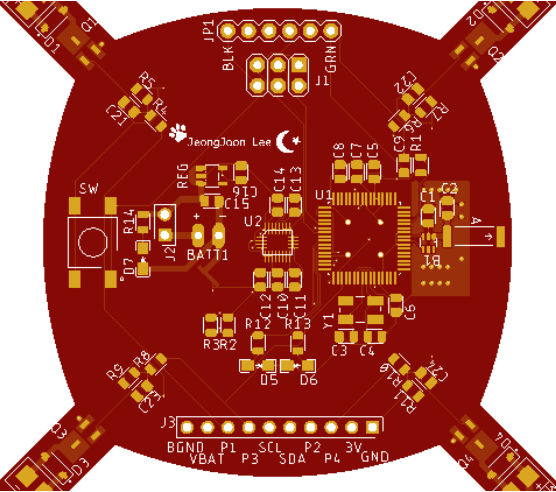 D1
Q1
JP1
BLK
GRN
J1
D2
Q2
R5
R4
C21
C22
R7
R6
JeongJoon Lee
REG
C16
C15
C14
C13
C8
C7
C5
C9
R1
SW
R14
J2
BATT1
+
-
U2
U1
C1
C2
A
B1
D7
C12
C10
C11
R3
R2
R12
R13
Y1
C3
C4
C6
D5
D6
R9
R8
C23
R10
R11
C24
Q3
D3
Q4
D4
J3
BGND P1 SCL P2 3V
VBAT P3 SDA P4 GND